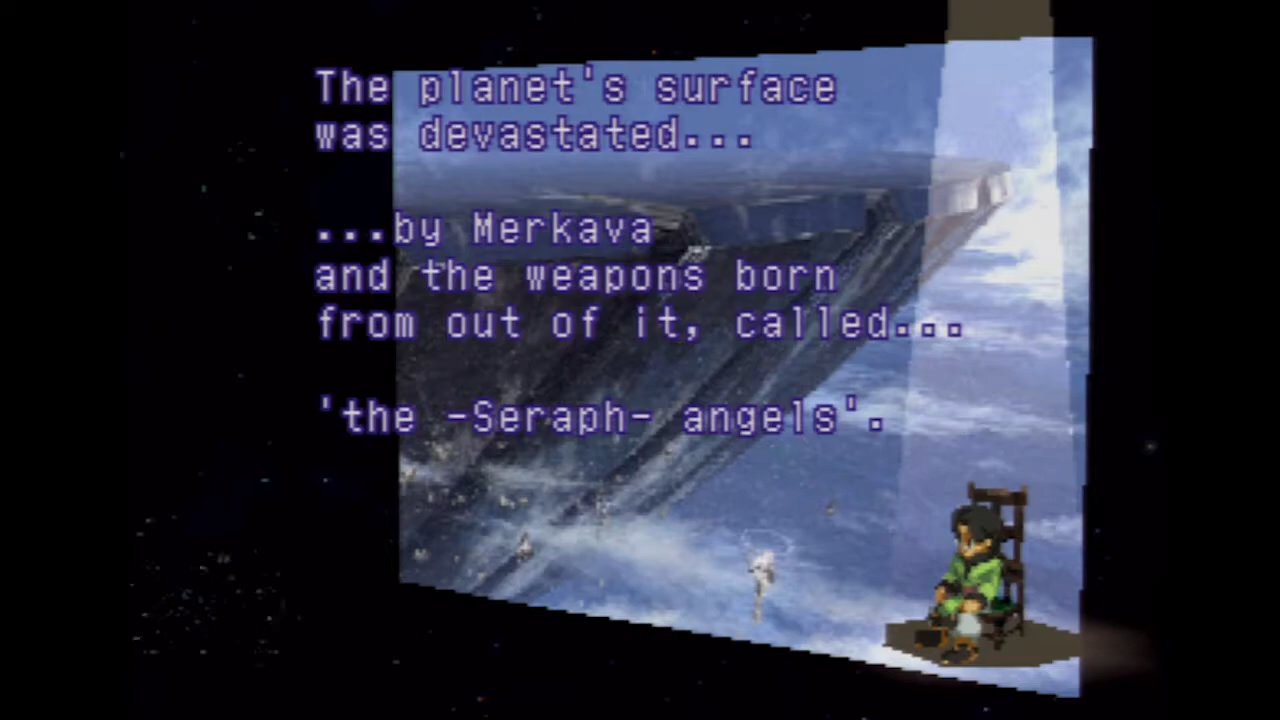 The planet's surface
was devastated...
...by Merkava
and the weapons born
from out of it, called...
'the -Seraph- angels'.